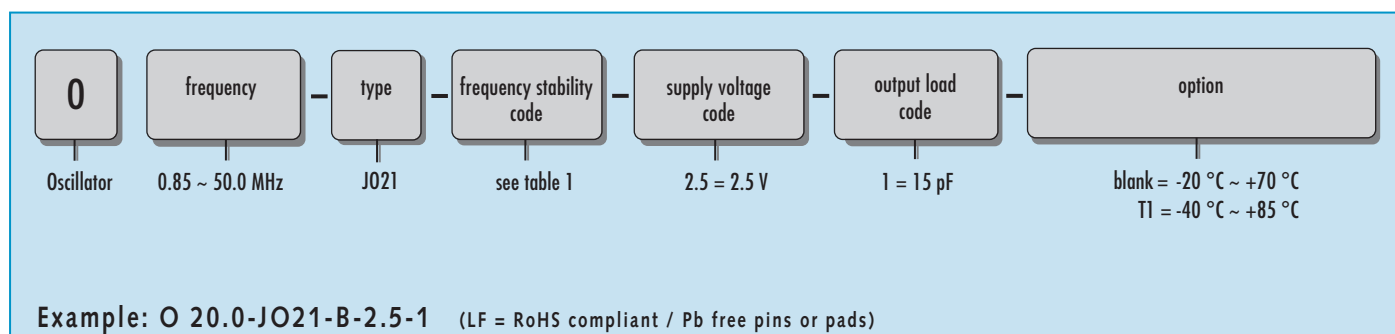 O
frequency
–
type
–
frequency stability
code
–
supply voltage
code
–
output load
code
–
option
Oscillator
0.85 ~ 50.0 MHz
JO21
see table 1
2.5 = 2.5 V
1 = 15 pF
blank = -20 °C ~ +70 °C
T1 = -40 °C ~ +85 °C
Example: O 20.0-JO21-B-2.5-1 (LF = RoHS compliant / Pb free pins or pads)